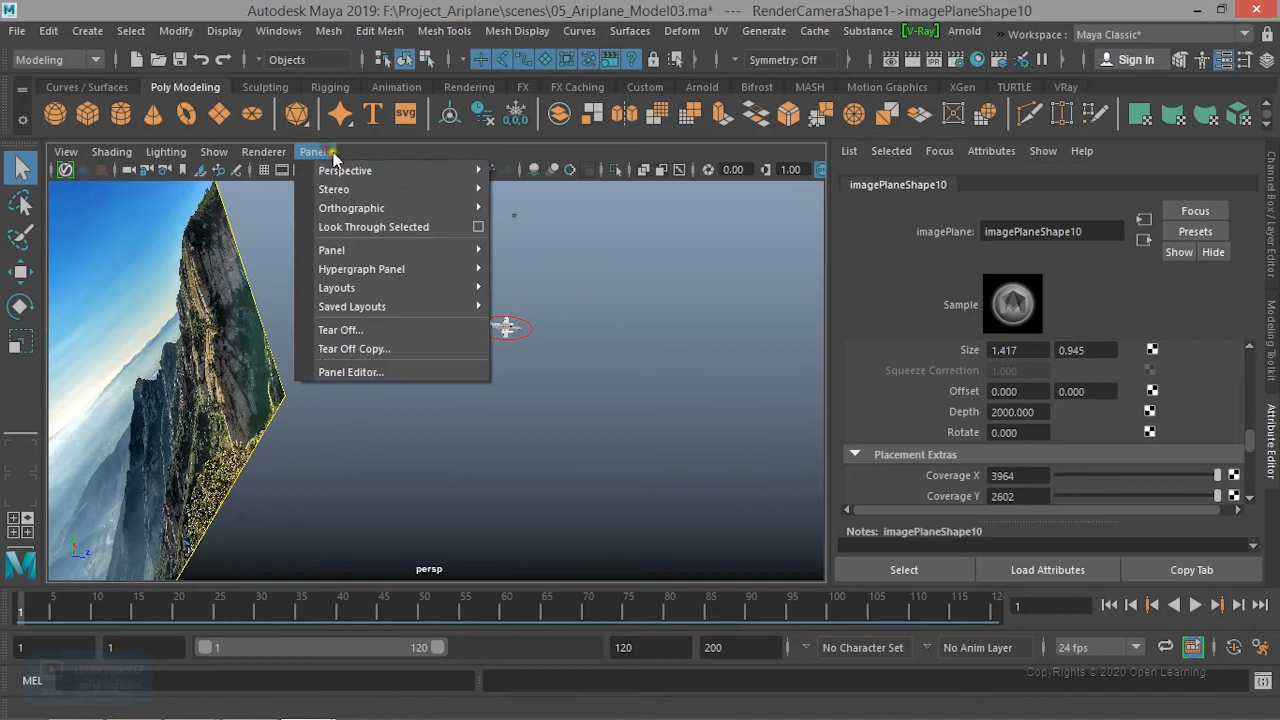 Autodesk Maya 2019: F:\Project_Ariplane\scenes\05_Ariplane_Model03.ma* --- RenderCameraShape1->imagePlaneShape10
File Edit Create Select Modify Display Windows Mesh Edit Mesh Mesh Tools Mesh Display Curves Surfaces Deform UV Generate Cache Substance [V-Ray] Arnold » Workspace: Maya Classic*
Modeling Objects Symmetry: Off Sign In
Curves / Surfaces Poly Modeling Sculpting Rigging Animation Rendering FX FX Caching Custom Arnold Bifrost MASH Motion Graphics XGen TURTLE VRay
T SVG 0,0,0
View Shading Lighting Show Renderer Panel
List Selected Focus Attributes Show Help
0.00 1.00
Perspective
Stereo
Orthographic
Look Through Selected
Panel
Hypergraph Panel
Layouts
Saved Layouts
Tear Off...
Tear Off Copy...
Panel Editor...
persp
imagePlaneShape10
imagePlane: imagePlaneShape10
Focus
Presets
Show Hide
Sample
Size 1.417 0.945
Squeeze Correction 1.000
Offset 0.000 0.000
Depth 2000.000
Rotate 0.000
Placement Extras
Coverage X 3964
Coverage Y 2602
Notes: imagePlaneShape10
Select Load Attributes Copy Tab
Channel Box / Layer Editor
Attribute Editor
5 10 15 20 25 30 35 40 45 50 55 60 65 70 75 80 85 90 95 100 105 110 115 12
1 1
1 1 1 120 120 200 No Character Set No Anim Layer 24 fps
MEL
CopyRights © 2020 Open Learning